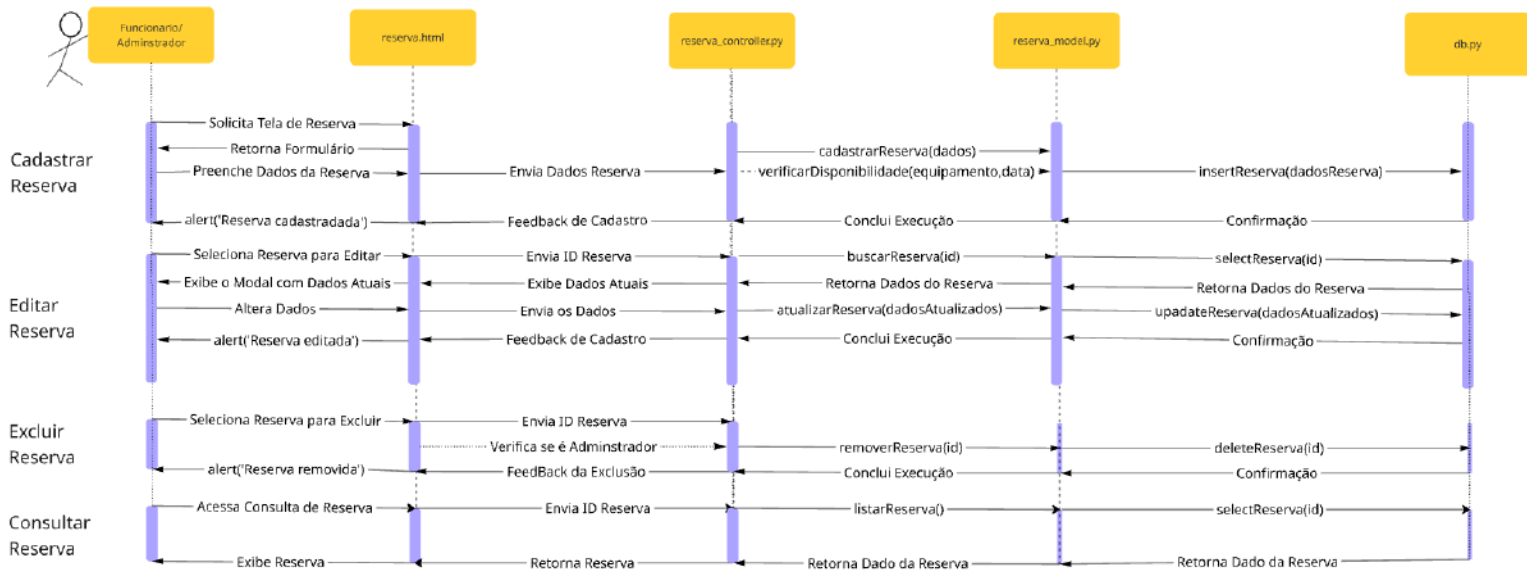 Funcionario/
Adminstrador
reserva.html
reserva_controller.py
reserva_model.py
db.py
Cadastrar
Reserva
Solicita Tela de Reserva
Retorna Formulário
cadastrarReserva(dados)
Preenche Dados da Reserva
Envia Dados Reserva
verificarDisponibilidade(equipamento,data)
insertReserva(dadosReserva)
alert('Reserva cadastradada')
Feedback de Cadastro
Conclui Execução
Confirmação
Editar
Reserva
Seleciona Reserva para Editar
Envia ID Reserva
buscarReserva(id)
selectReserva(id)
Exibe o Modal com Dados Atuais
Exibe Dados Atuais
Retorna Dados do Reserva
Retorna Dados do Reserva
Altera Dados
Envia os Dados
atualizarReserva(dadosAtualizados)
upadateReserva(dadosAtualizados)
alert('Reserva editada')
Feedback de Cadastro
Conclui Execução
Confirmação
Excluir
Reserva
Seleciona Reserva para Excluir
Envia ID Reserva
Verifica se é Adminstrador
removerReserva(id)
deleteReserva(id)
alert('Reserva removida')
FeedBack da Exclusão
Conclui Execução
Confirmação
Consultar
Reserva
Acessa Consulta de Reserva
Envia ID Reserva
listarReserva()
selectReserva(id)
Exibe Reserva
Retorna Reserva
Retorna Dado da Reserva
Retorna Dado da Reserva